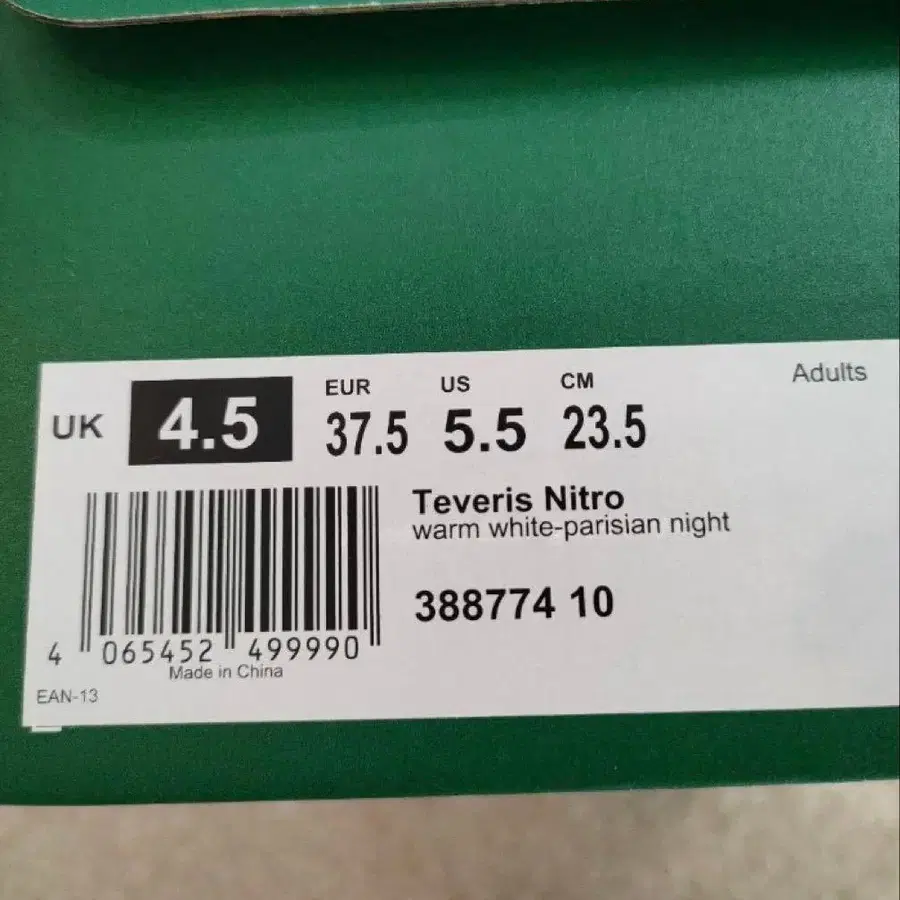 Adults
UK 4.5
EUR 37.5
US 5.5
CM 23.5
Teveris Nitro
warm white-parisian night
388774 10
4 065452 499990
Made in China
EAN-13